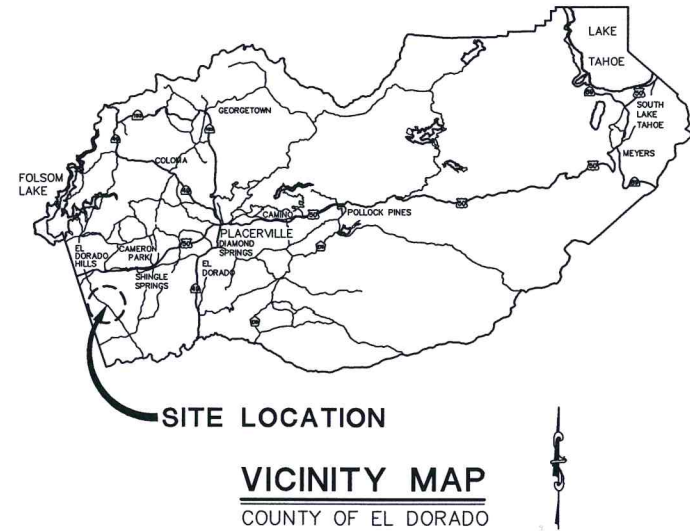 LAKE
TAHOE
GEORGETOWN
SOUTH
LAKE
TAHOE
COLOMA
MEYERS
FOLSOM
LAKE
CAMINO
POLLOCK PINES
PLACERVILLE
DIAMOND
SPRINGS
EL
DORADO
HILLS
CAMERON
PARK
EL
DORADO
SHINGLE
SPRINGS
SITE LOCATION
VICINITY MAP
COUNTY OF EL DORADO